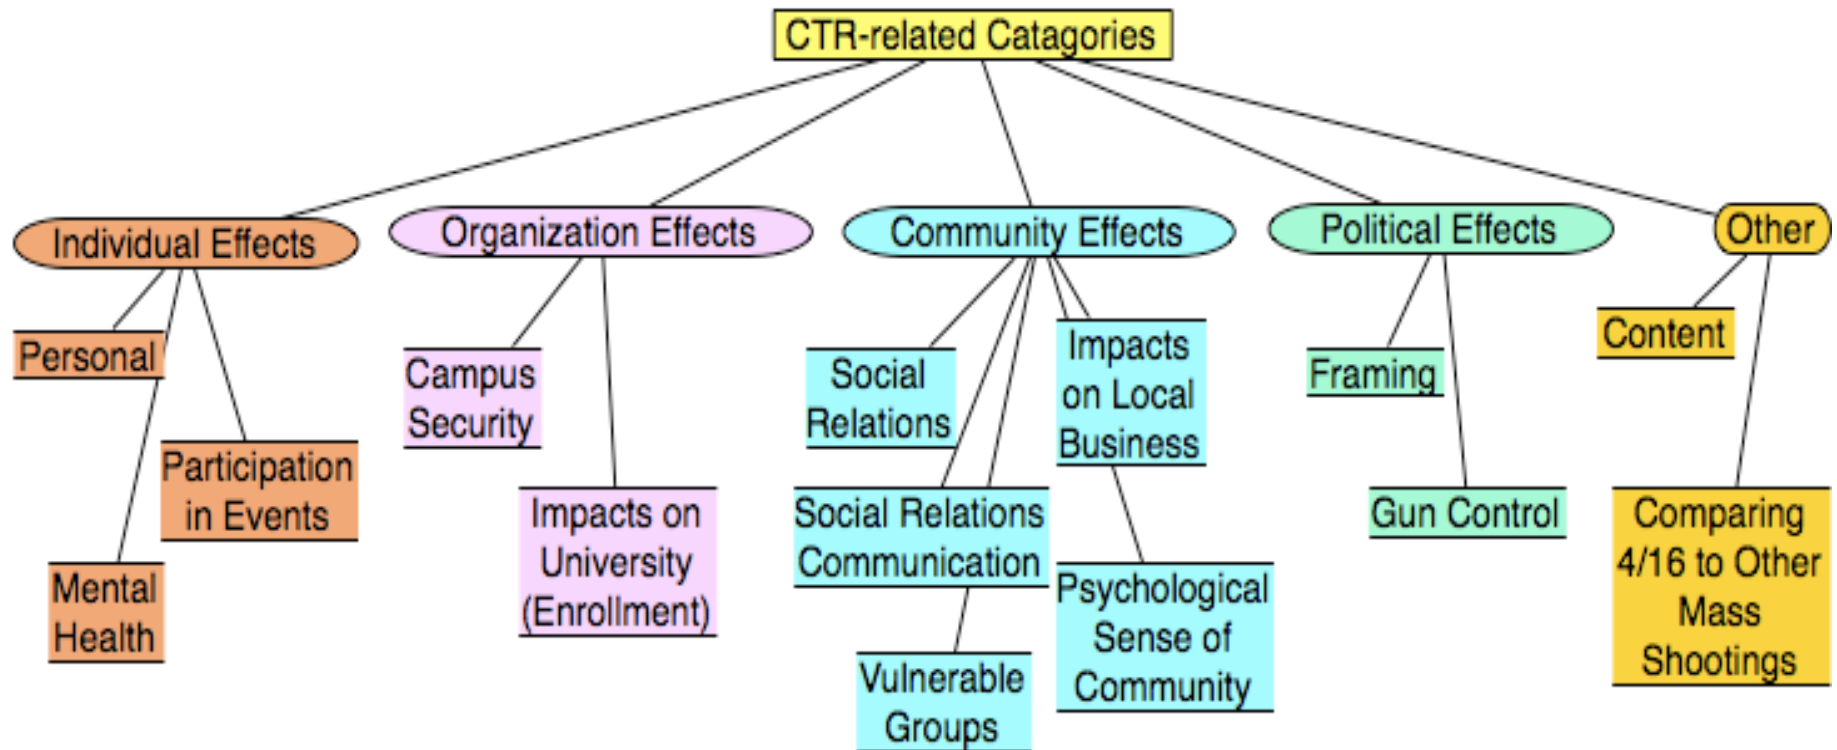 CTR-related Catagories
Individual Effects
Organization Effects
Community Effects
Political Effects
Other
Personal
Participation
in Events
Mental
Health
Campus
Security
Impacts on
University
(Enrollment)
Social
Relations
Social Relations
Communication
Vulnerable
Groups
Impacts
on Local
Business
Psychological
Sense of
Community
Framing
Gun Control
Content
Comparing
4/16 to Other
Mass
Shootings